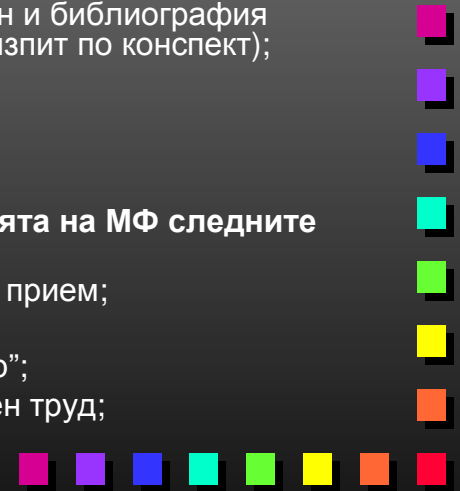 н и библиография
изпит по конспект);
ята на МФ следните
прием;
р”;
ен труд;